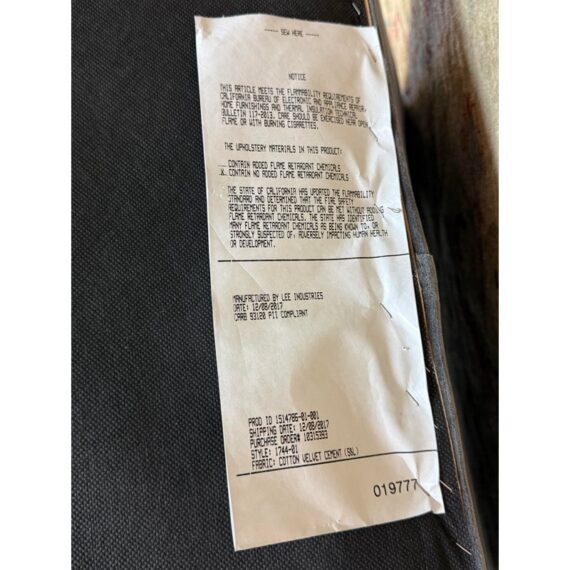 ---- SEW HERE ----
NOTICE
THIS ARTICLE MEETS THE FLAMMABILITY REQUIREMENTS OF
CALIFORNIA BUREAU OF ELECTRONIC AND APPLIANCE REPAIR,
HOME FURNISHINGS AND THERMAL INSULATION TECHNICAL
BULLETIN 117-2013. CARE SHOULD BE EXERCISED NEAR OPEN
FLAME OR WITH BURNING CIGARETTES.
THE UPHOLSTERY MATERIALS IN THIS PRODUCT:
__ CONTAIN ADDED FLAME RETARDANT CHEMICALS
X CONTAIN NO ADDED FLAME RETARDANT CHEMICALS
THE STATE OF CALIFORNIA HAS UPDATED THE FLAMMABILITY
STANDARD AND DETERMINED THAT THE FIRE SAFETY
REQUIREMENTS FOR THIS PRODUCT CAN BE MET WITHOUT ADDING
FLAME RETARDANT CHEMICALS. THE STATE HAS IDENTIFIED
MANY FLAME RETARDANT CHEMICALS AS BEING KNOWN TO, OR
STRONGLY SUSPECTED OF, ADVERSELY IMPACTING HUMAN HEALTH
OR DEVELOPMENT.
MANUFACTURED BY LEE INDUSTRIES
DATE: 12/08/2017
CARB 93120 PII COMPLIANT
PROD ID 1514786-01-001
SHIPPING DATE: 12/08/2017
PURCHASE ORDER# 10315393
STYLE: 1744-01
FABRIC: COTTON VELVET CEMENT (SOL)
019777